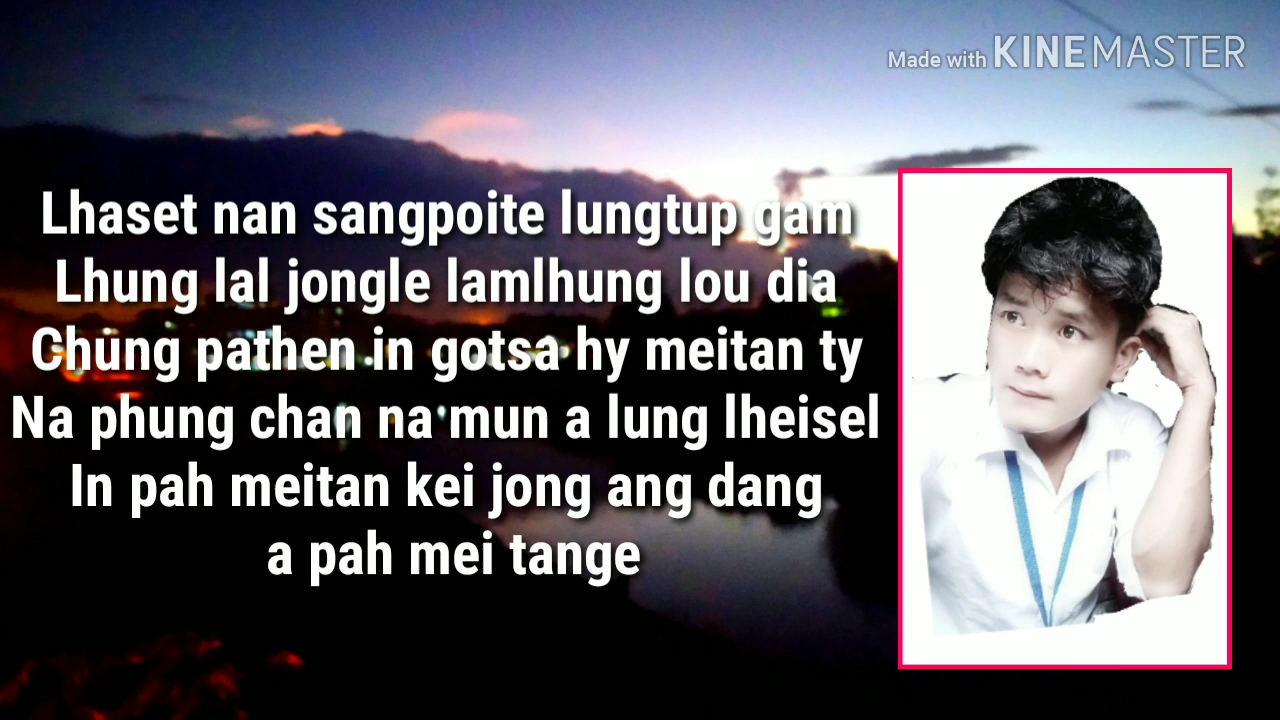 Made with KINEMASTER
Lhaset nan sangpoite lungtup gam
Lhung lal jongle lamlhung lou dia
Chung pathen in gotsa hy meitan ty
Na phung chan na mun a lung lheisel
In pah meitan kei jong ang dang
a pah mei tange